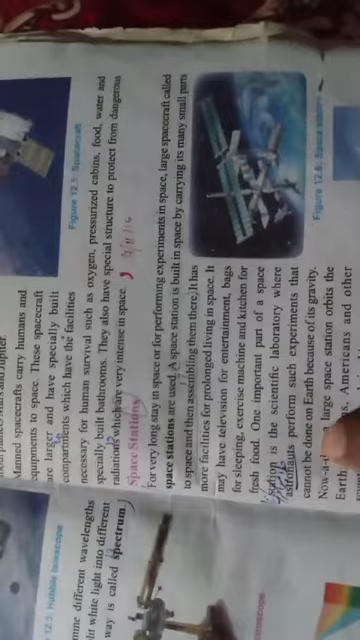 Figure 12.5: Spacecraft
Manned spacecrafts carry humans and
equipments to space. These spacecraft
are larger and have specially built
compartments which have the facilities
necessary for human survival such as oxygen, pressurized cabins, food, water and
specially built bathrooms. They also have special structure to protect from dangerous
radiations which are very intense in space.
Space Stations
For very long stay in space or for performing experiments in space, large spacecraft called
space stations are used. A space station is built in space by carrying its many small parts
to space and then assembling them there. It has
more facilities for prolonged living in space. It
may have television for entertainment, bags
for sleeping, exercise machine and kitchen for
fresh food. One important part of a space
station is the scientific laboratory where
astronauts perform such experiments that
cannot be done on Earth because of its gravity.
large space station orbits the
Earth
Americans and other
Figure 12.6: Space
12.3: Hubble telescope
different wavelengths
white light into different
way is called spectrum.